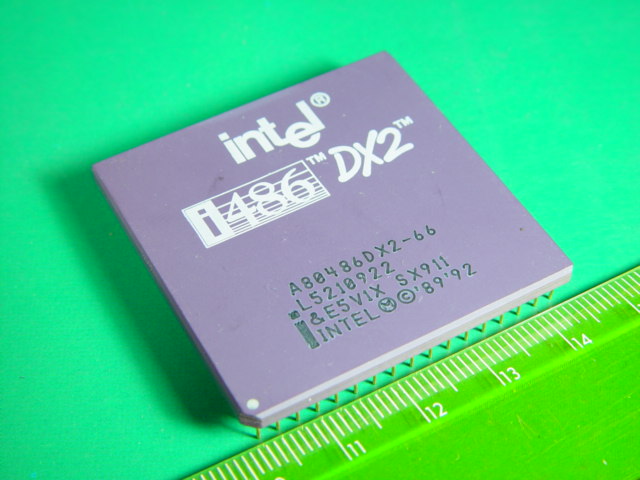 intel®
i486™ DX2™
A80486DX2-66
L5210922
i &E5V1X SX911
INTEL Ⓜ©'89'92
11 12 13 14